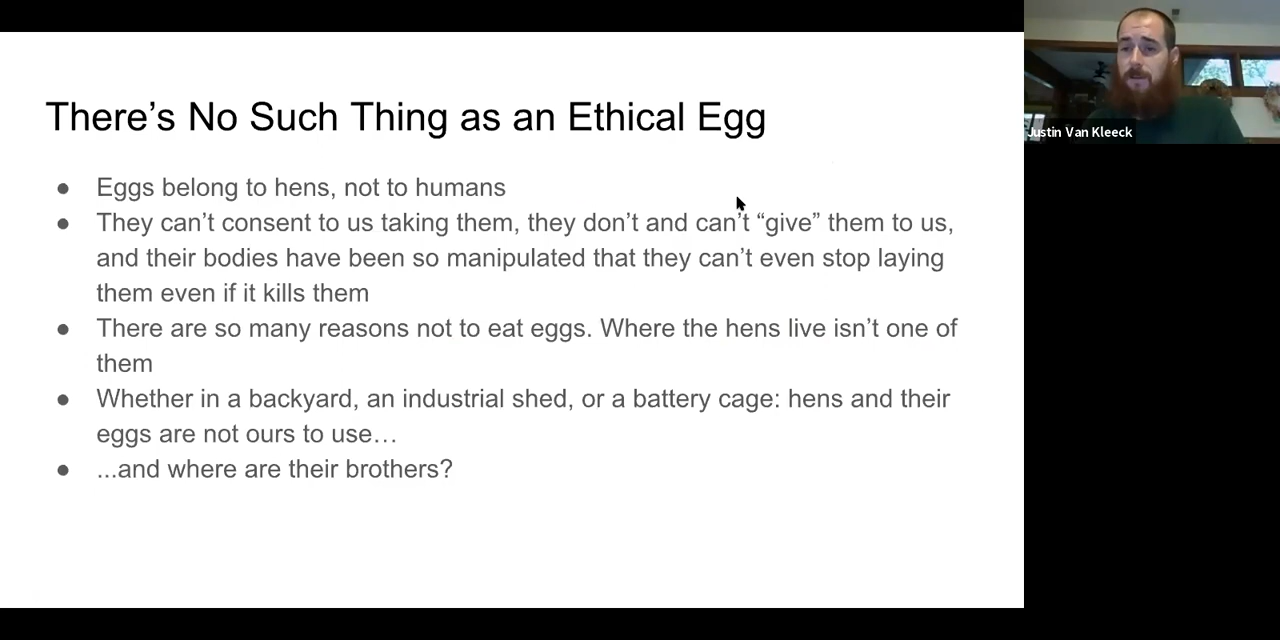 There’s No Such Thing as an Ethical Egg
● Eggs belong to hens, not to humans
● They can’t consent to us taking them, they don’t and can’t “give” them to us,
and their bodies have been so manipulated that they can’t even stop laying
them even if it kills them
● There are so many reasons not to eat eggs. Where the hens live isn’t one of
them
● Whether in a backyard, an industrial shed, or a battery cage: hens and their
eggs are not ours to use…
● ...and where are their brothers?
Justin Van Kleeck